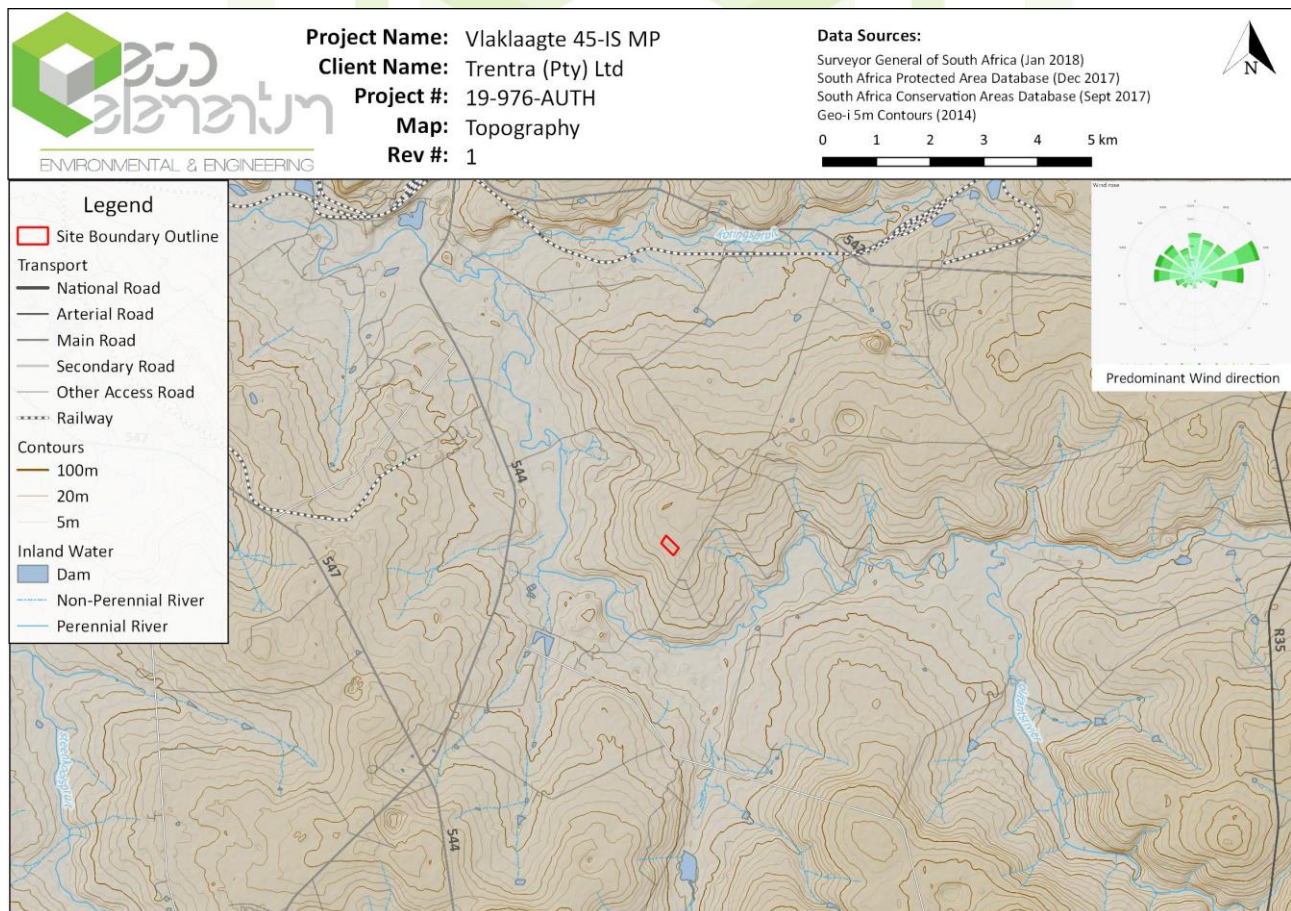 eco
elementum
ENVIRONMENTAL & ENGINEERING
Project Name: Vlaklaagte 45-IS MP
Client Name: Trentra (Pty) Ltd
Project #: 19-976-AUTH
Map: Topography
Rev #: 1
Data Sources:
Surveyor General of South Africa (Jan 2018)
South Africa Protected Area Database (Dec 2017)
South Africa Conservation Areas Database (Sept 2017)
Geo-i 5m Contours (2014)
0 1 2 3 4 5 km
N
Legend
Site Boundary Outline
Transport
National Road
Arterial Road
Main Road
Secondary Road
Other Access Road
Railway
Contours
100m
20m
5m
Inland Water
Dam
Non-Perennial River
Perennial River
Wind rose
Predominant Wind direction
542
547
544
547
R35
544